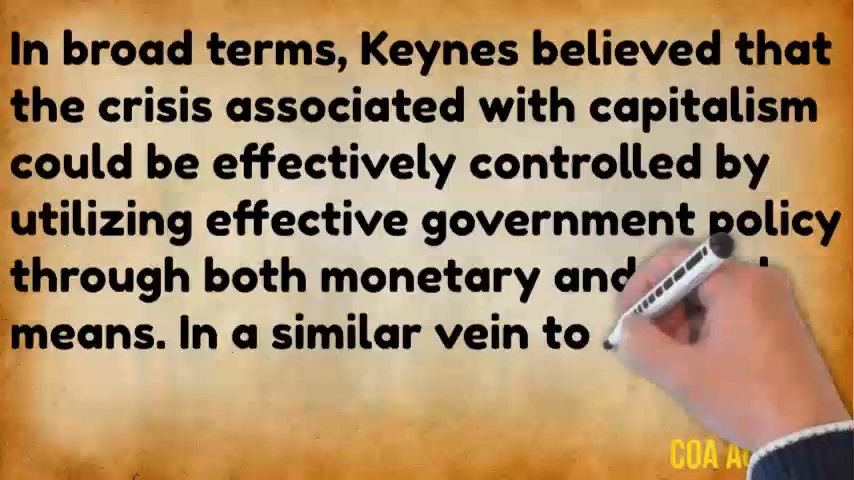 In broad terms, Keynes believed that
the crisis associated with capitalism
could be effectively controlled by
utilizing effective government policy
through both monetary and
means. In a similar vein to
COA